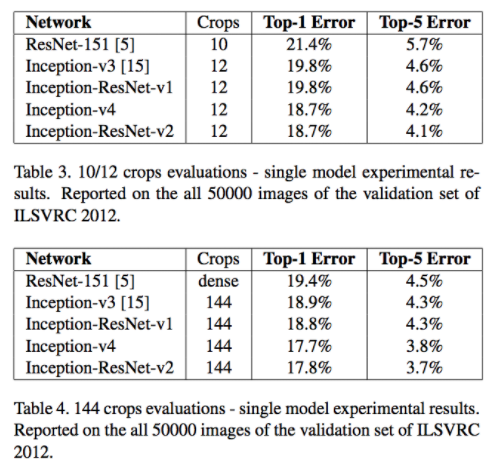 Network Crops Top-1 Error Top-5 Error
ResNet-151 [5] 10 21.4% 5.7%
Inception-v3 [15] 12 19.8% 4.6%
Inception-ResNet-v1 12 19.8% 4.6%
Inception-v4 12 18.7% 4.2%
Inception-ResNet-v2 12 18.7% 4.1%
Table 3. 10/12 crops evaluations - single model experimental re-
sults. Reported on the all 50000 images of the validation set of
ILSVRC 2012.
Network Crops Top-1 Error Top-5 Error
ResNet-151 [5] dense 19.4% 4.5%
Inception-v3 [15] 144 18.9% 4.3%
Inception-ResNet-v1 144 18.8% 4.3%
Inception-v4 144 17.7% 3.8%
Inception-ResNet-v2 144 17.8% 3.7%
Table 4. 144 crops evaluations - single model experimental results.
Reported on the all 50000 images of the validation set of ILSVRC
2012.